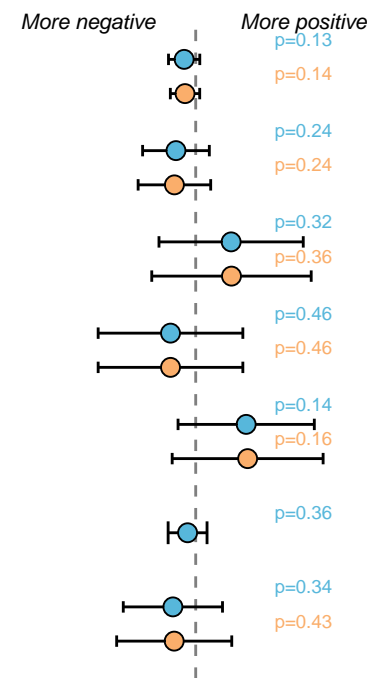 More negative More positive
p=0.13
p=0.14
p=0.24
p=0.24
p=0.32
p=0.36
p=0.46
p=0.46
p=0.14
p=0.16
p=0.36
p=0.34
p=0.43